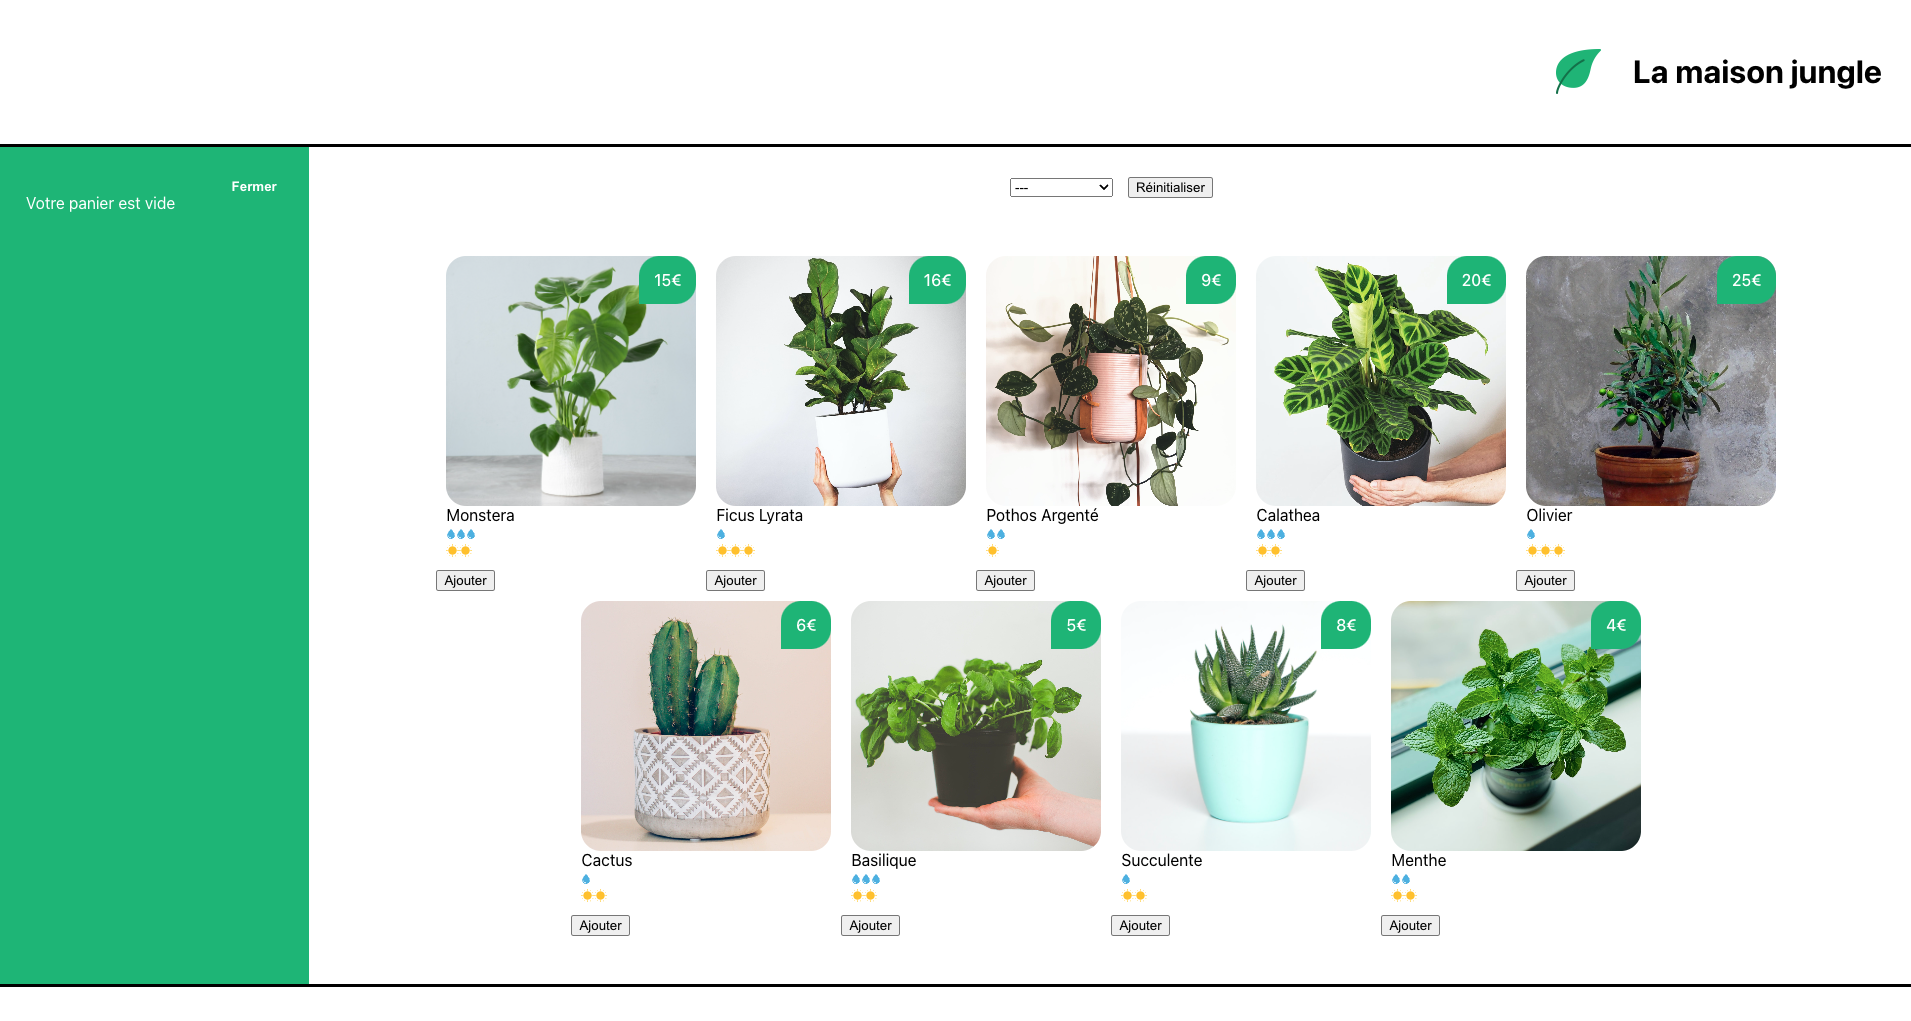 La maison jungle
Fermer
Votre panier est vide
---
Réinitialiser
15€
16€
9€
20€
25€
Monstera
Ficus Lyrata
Pothos Argenté
Calathea
Olivier
Ajouter
Ajouter
Ajouter
Ajouter
Ajouter
6€
5€
8€
4€
Cactus
Basilique
Succulente
Menthe
Ajouter
Ajouter
Ajouter
Ajouter